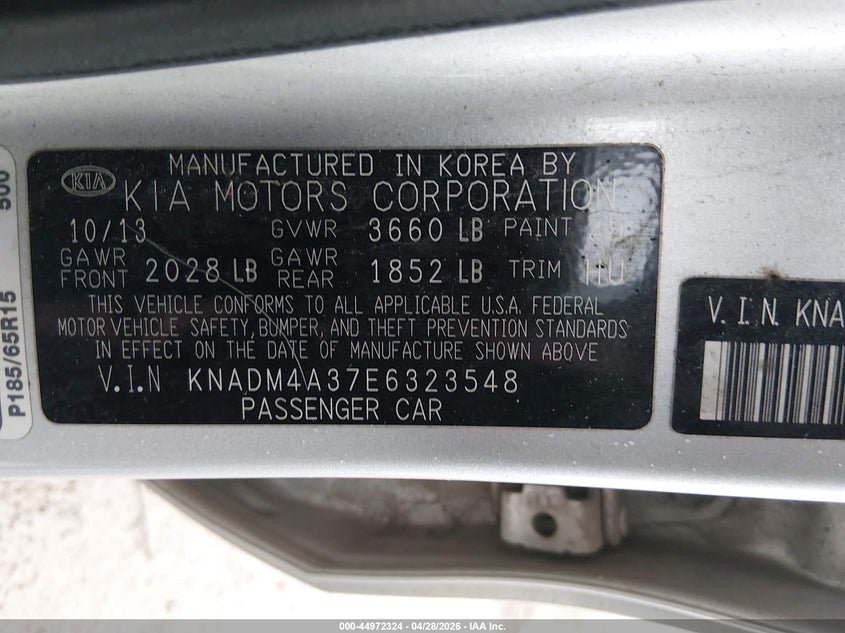 P185/65R15
500
KIA
MANUFACTURED IN KOREA BY
KIA MOTORS CORPORATION
10/13 GVWR 3660 LB PAINT
GAWR FRONT 2028 LB GAWR REAR 1852 LB TRIM HU
THIS VEHICLE CONFORMS TO ALL APPLICABLE U.S.A. FEDERAL
MOTOR VEHICLE SAFETY, BUMPER, AND THEFT PREVENTION STANDARDS
IN EFFECT ON THE DATE OF MANUFACTURE SHOWN ABOVE
V.I.N KNADM4A37E6323548
PASSENGER CAR
V.I.N. KNA
000-44972324 | 04/28/2026 - IAA Inc.